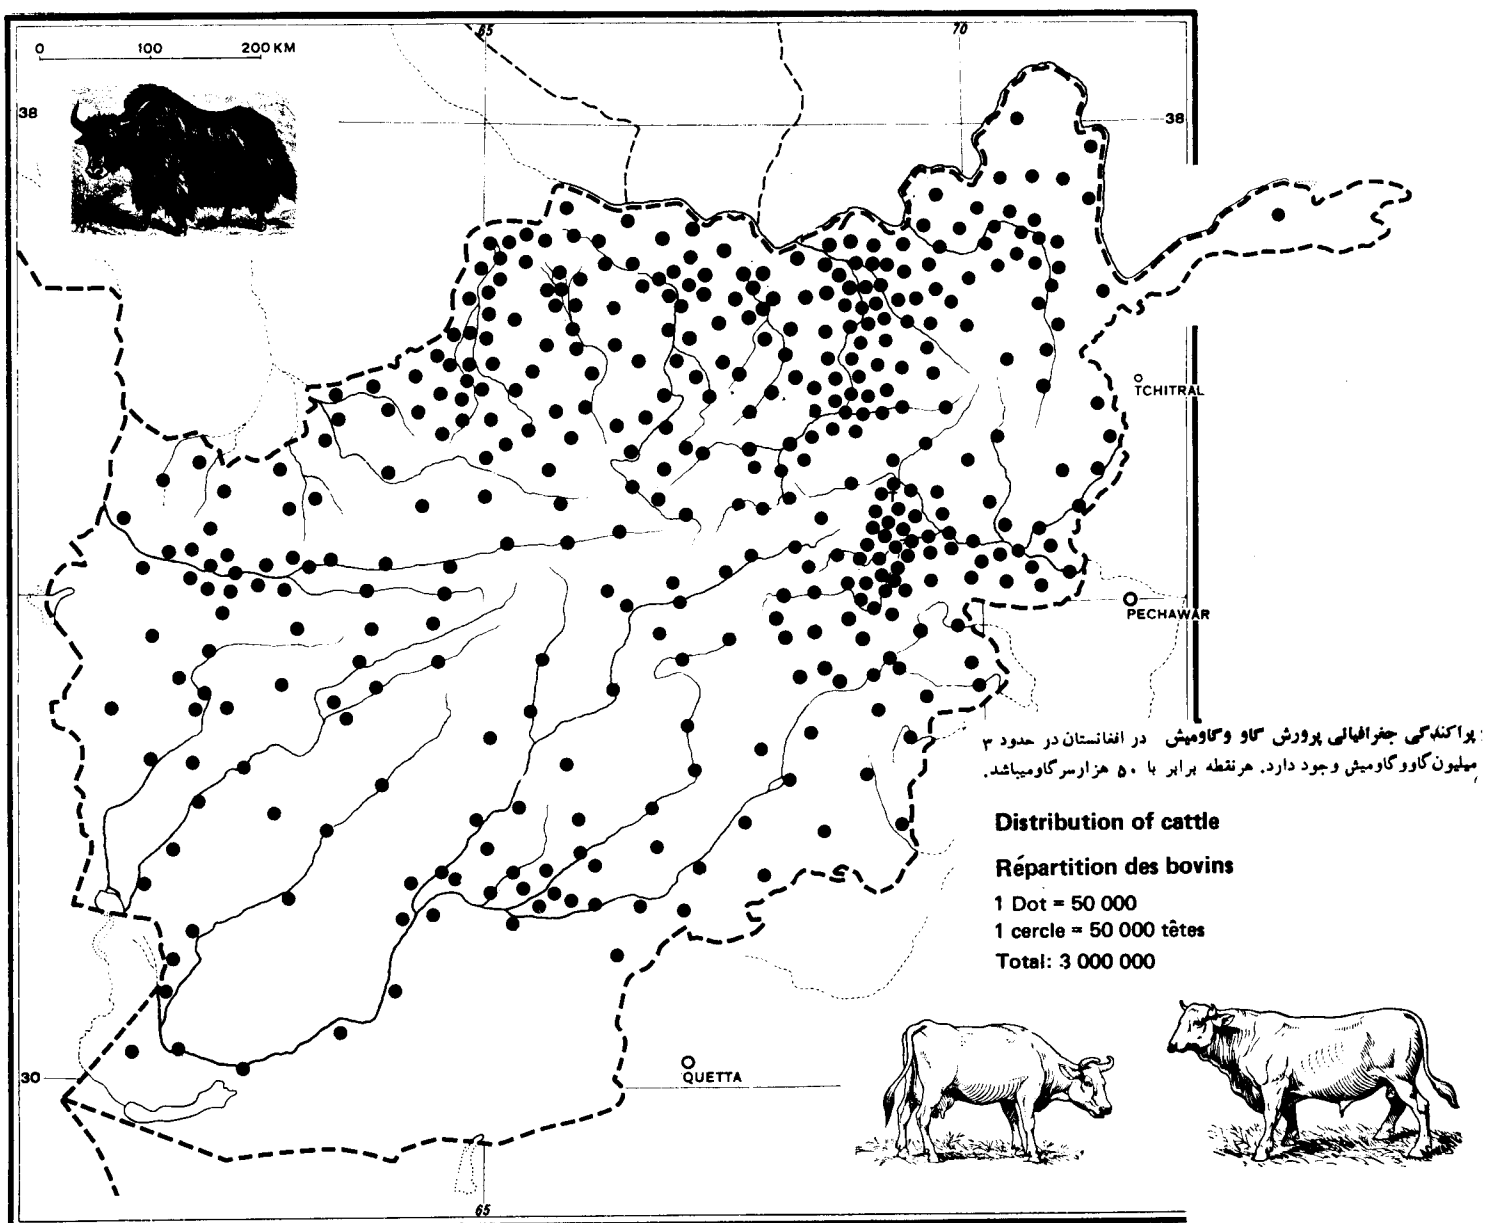 65
70
0 100 200 KM
38
38
TCHITRAL
PECHAWAR
پراکندگی جغرافیائی پرورش گاو وگاومیش در افغانستان در حدود ۳
میلیون گاووگاومیش وجود دارد. هرنقطه برابر با ۵۰ هزارسرگاومیباشد.
Distribution of cattle
Répartition des bovins
1 Dot = 50 000
1 cercle = 50 000 têtes
Total: 3 000 000
30
QUETTA
65